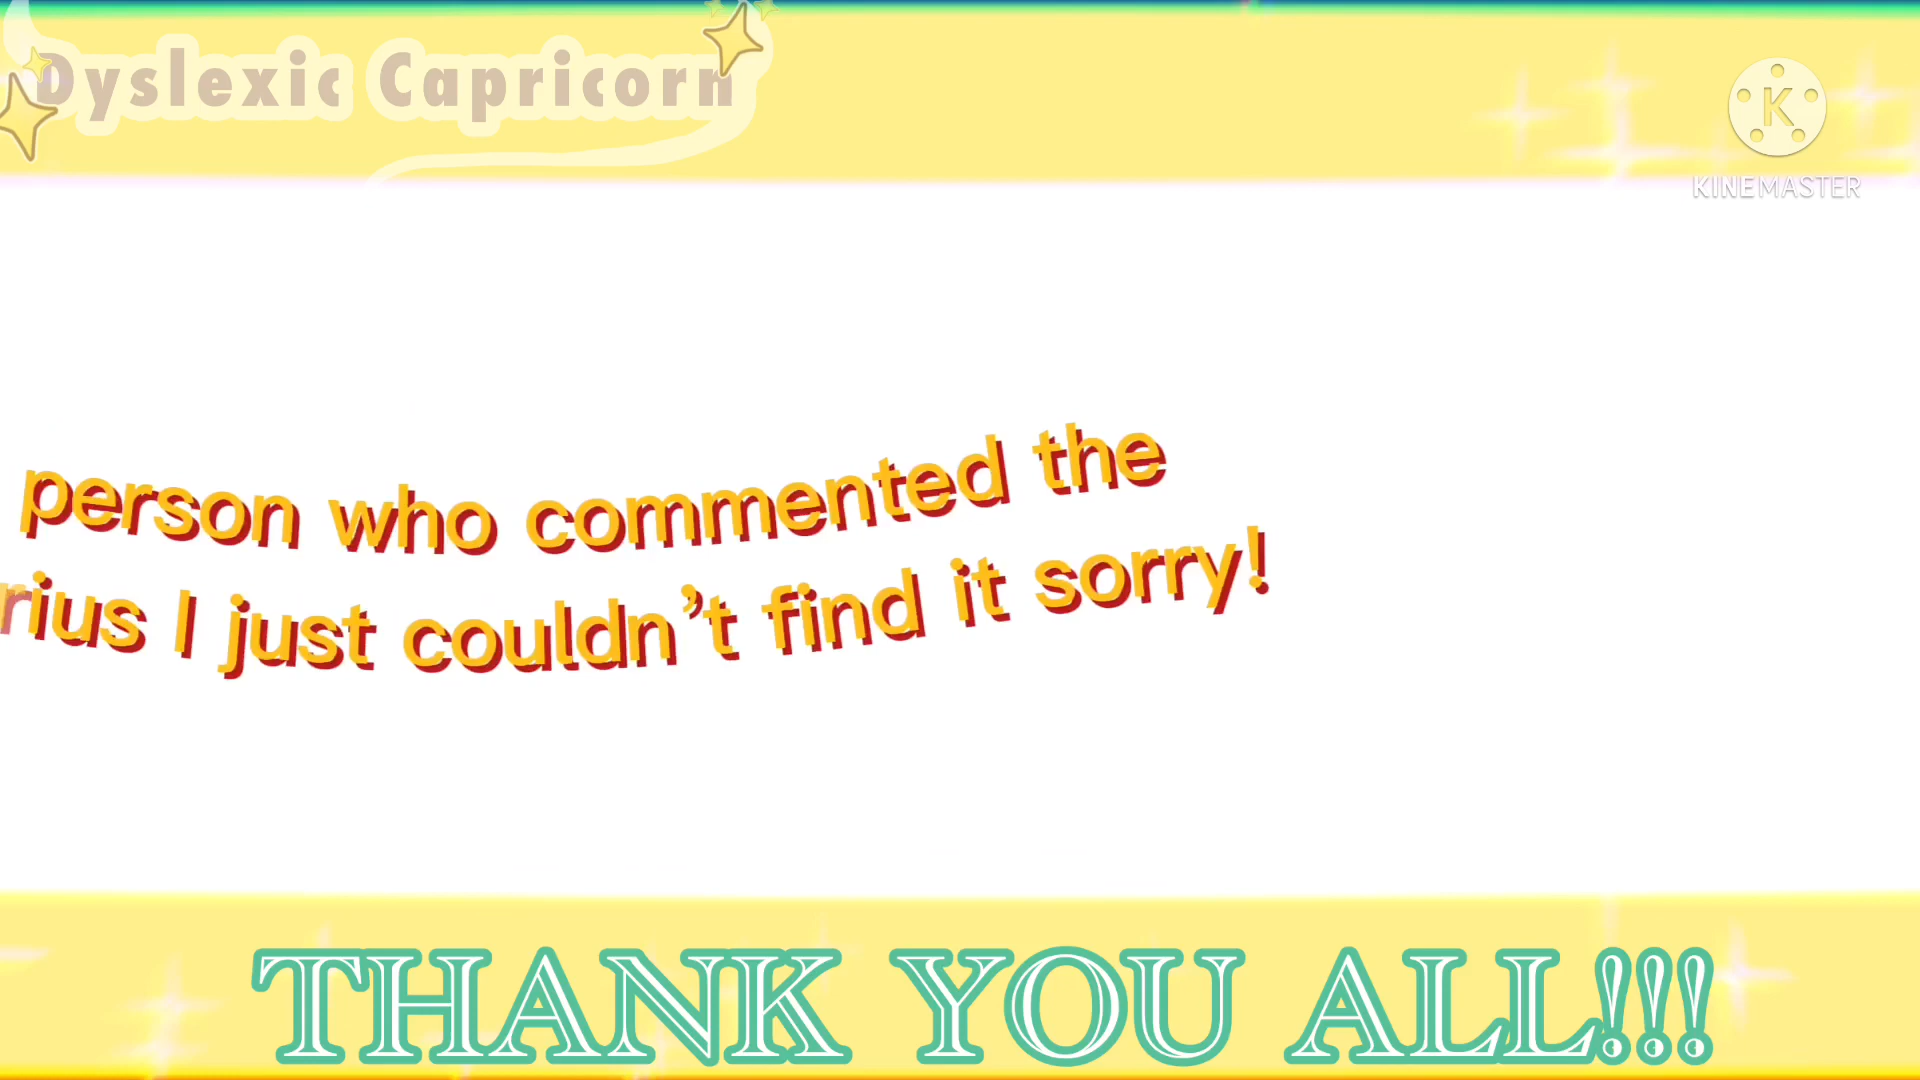 Dyslexic Capricorn
K
KINEMASTER
person who commented the
rius I just couldn’t find it sorry!
THANK YOU ALL!!!